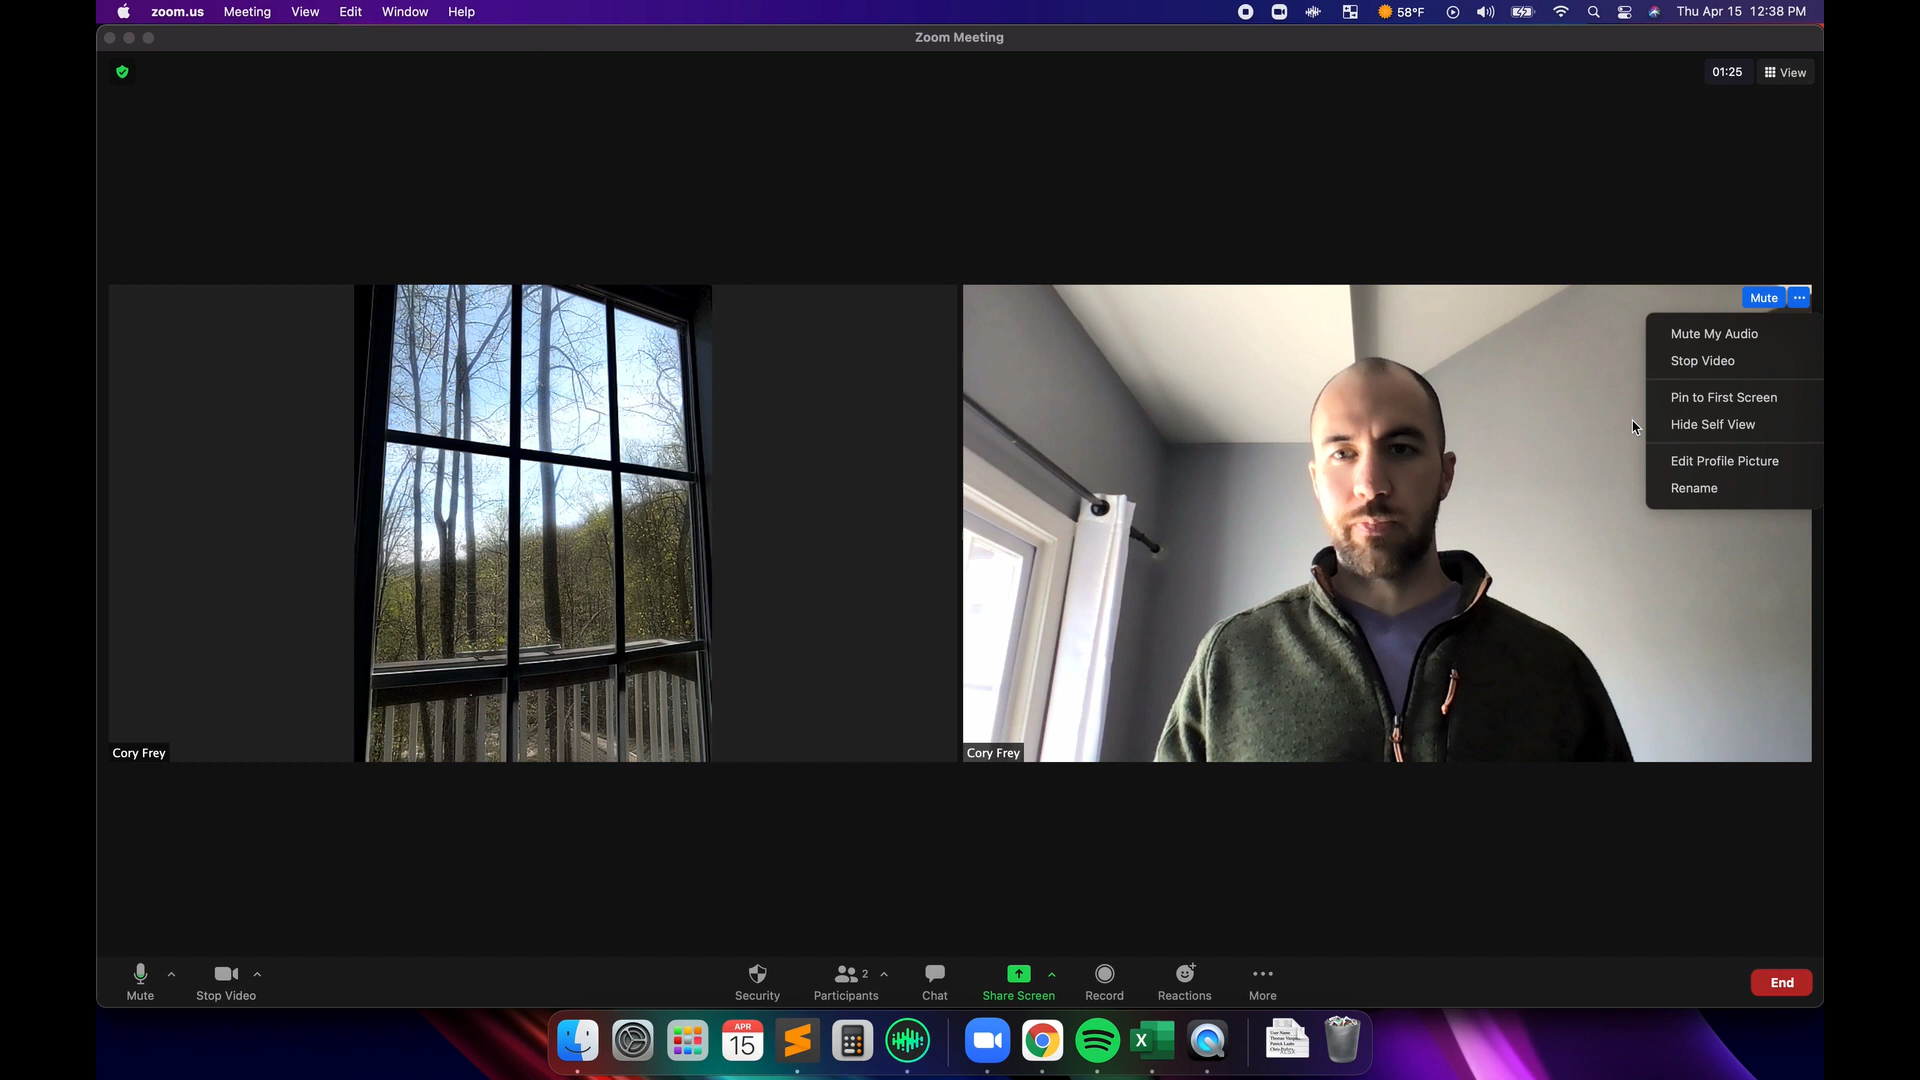 zoom.us Meeting View Edit Window Help 58°F Thu Apr 15 12:38 PM
Zoom Meeting
01:25 View
Mute ...
Mute My Audio
Stop Video
Pin to First Screen
Hide Self View
Edit Profile Picture
Rename
Cory Frey
Cory Frey
Mute
Stop Video
Security
Participants 2
Chat
Share Screen
Record
Reactions
More
End
APR
15
X
XLSX